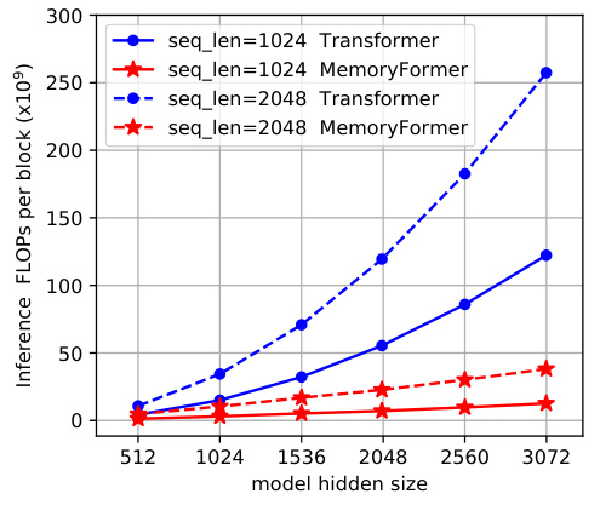 300
250
200
150
100
50
0
Inference FLOPs per block (x10⁹)
seq_len=1024 Transformer
seq_len=1024 MemoryFormer
seq_len=2048 Transformer
seq_len=2048 MemoryFormer
512 1024 1536 2048 2560 3072
model hidden size